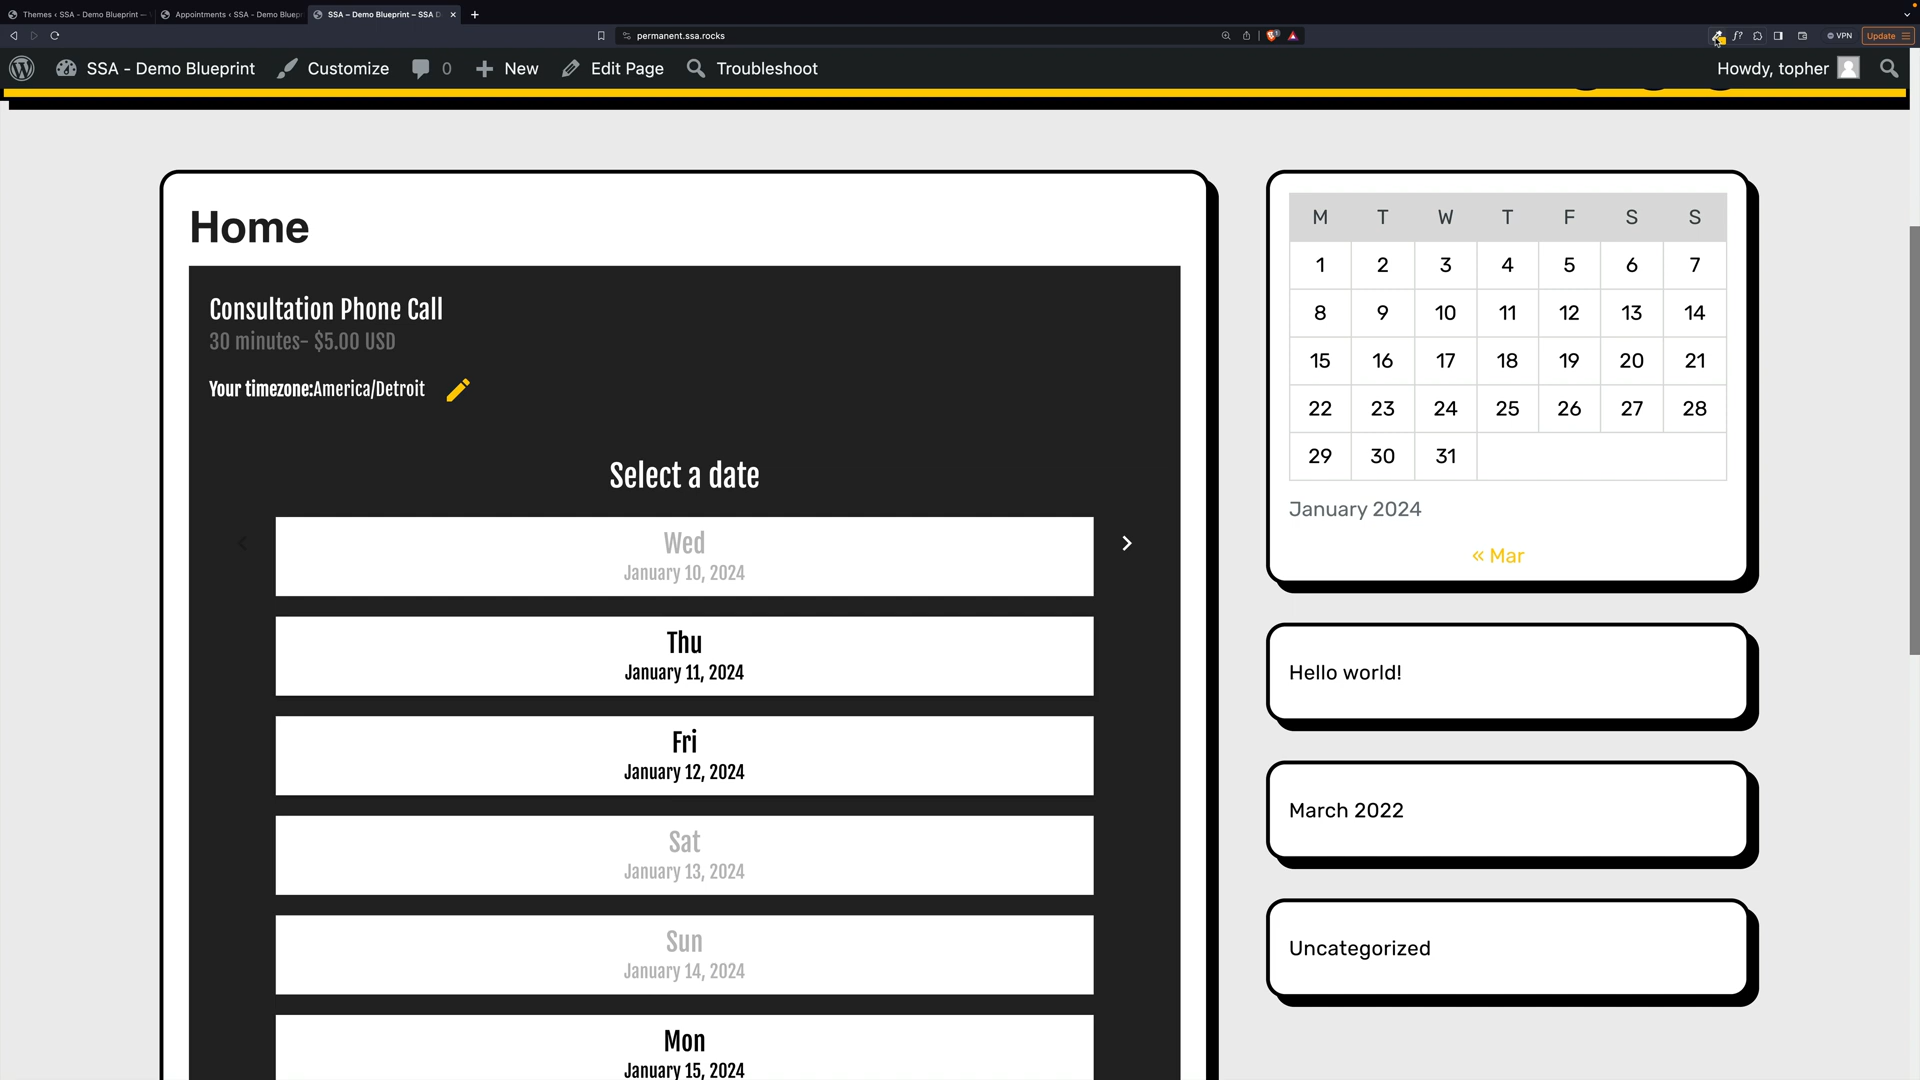 Themes ‹ SSA – Demo Blueprint —
Appointments ‹ SSA – Demo Bluep
SSA – Demo Blueprint – SSA D
permanent.ssa.rocks
VPN
Update
SSA - Demo Blueprint
Customize
0
New
Edit Page
Troubleshoot
Howdy, topher
Home
Consultation Phone Call
30 minutes- $5.00 USD
Your timezone:America/Detroit
Select a date
Wed
January 10, 2024
Thu
January 11, 2024
Fri
January 12, 2024
Sat
January 13, 2024
Sun
January 14, 2024
Mon
January 15, 2024
M T W T F S S
1 2 3 4 5 6 7
8 9 10 11 12 13 14
15 16 17 18 19 20 21
22 23 24 25 26 27 28
29 30 31
January 2024
« Mar
Hello world!
March 2022
Uncategorized